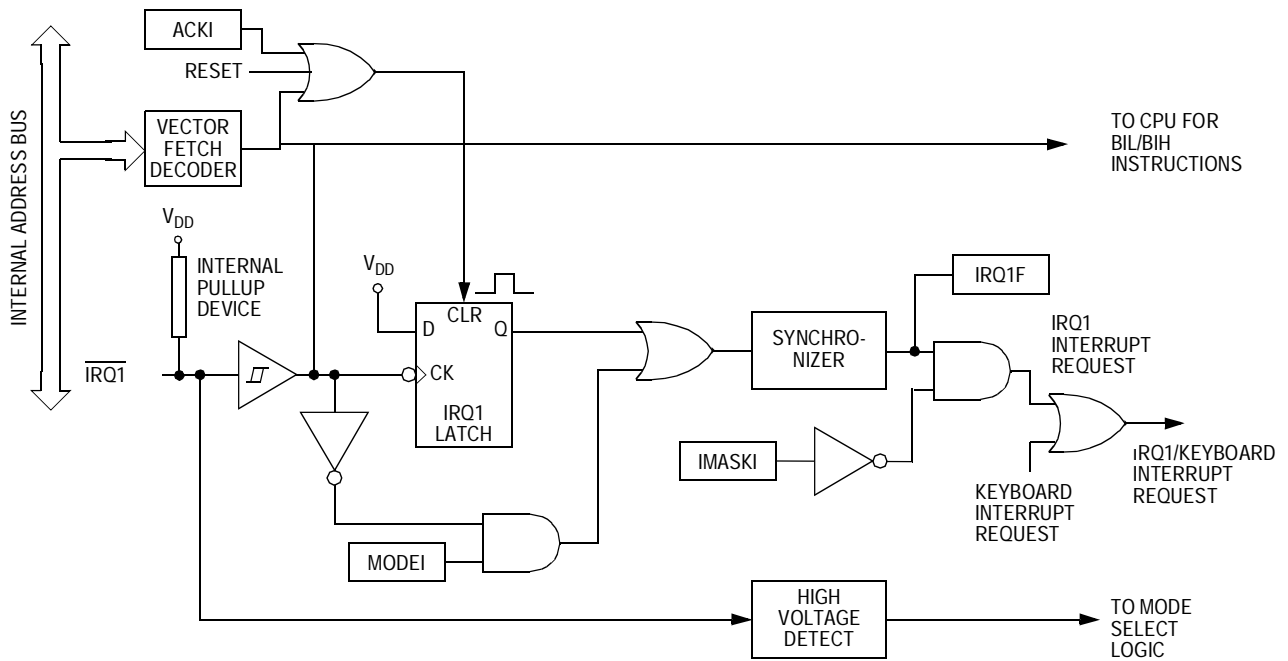 ACKI
RESET
INTERNAL ADDRESS BUS
VECTOR
FETCH
DECODER
TO CPU FOR
BIL/BIH
INSTRUCTIONS
VDD
INTERNAL
PULLUP
DEVICE
VDD
CLR
D
Q
CK
IRQ1
LATCH
SYNCHRO-
NIZER
IRQ1F
IRQ1
INTERRUPT
REQUEST
IRQ1
IMASKI
KEYBOARD
INTERRUPT
REQUEST
IRQ1/KEYBOARD
INTERRUPT
REQUEST
MODEI
HIGH
VOLTAGE
DETECT
TO MODE
SELECT
LOGIC